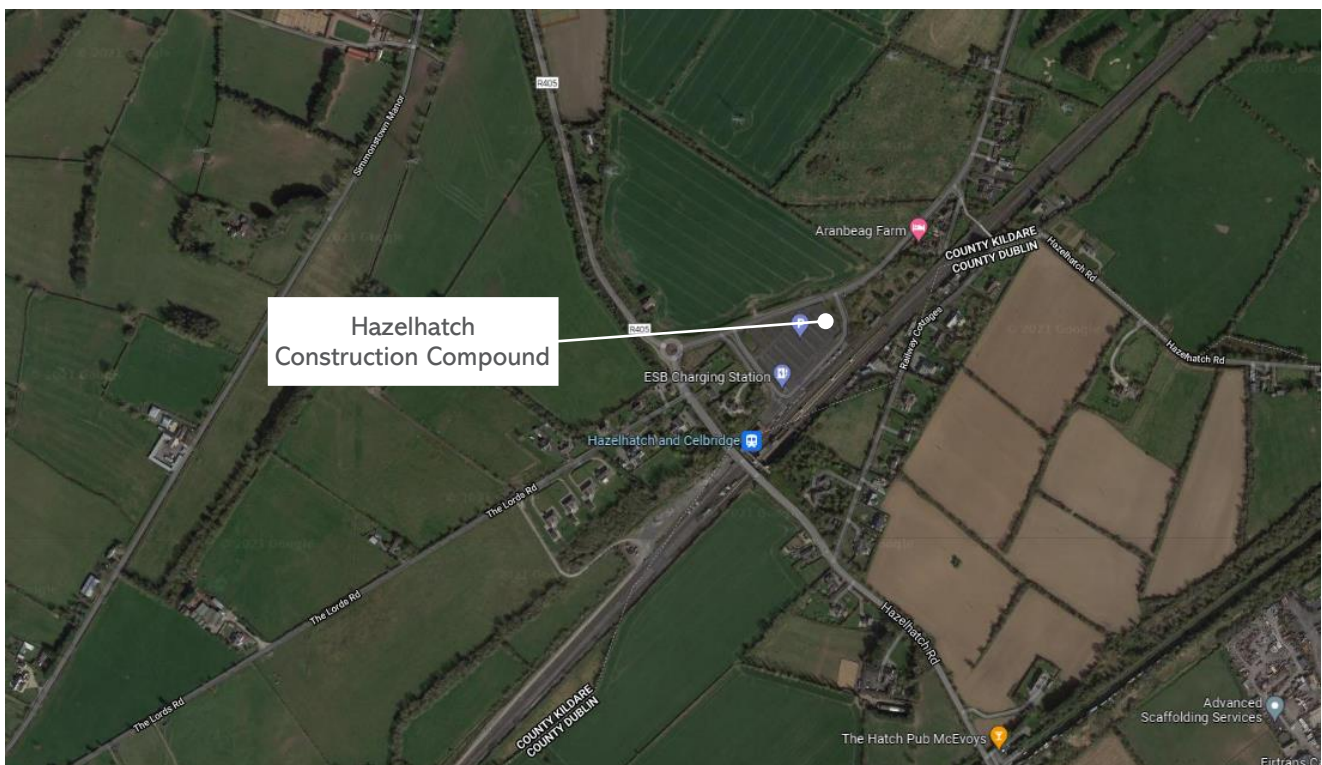 R405
Simmonstown Manor
Aranbeag Farm
COUNTY KILDARE
COUNTY DUBLIN
Hazelhatch Rd
Hazelhatch
Construction Compound
R405
P
Railway Cottages
Hazelhatch Rd
ESB Charging Station
Hazelhatch and Celbridge
The Lords Rd
The Lords Rd
Hazelhatch Rd
The Lords Rd
COUNTY KILDARE
COUNTY DUBLIN
Advanced
Scaffolding Services
The Hatch Pub McEvoys